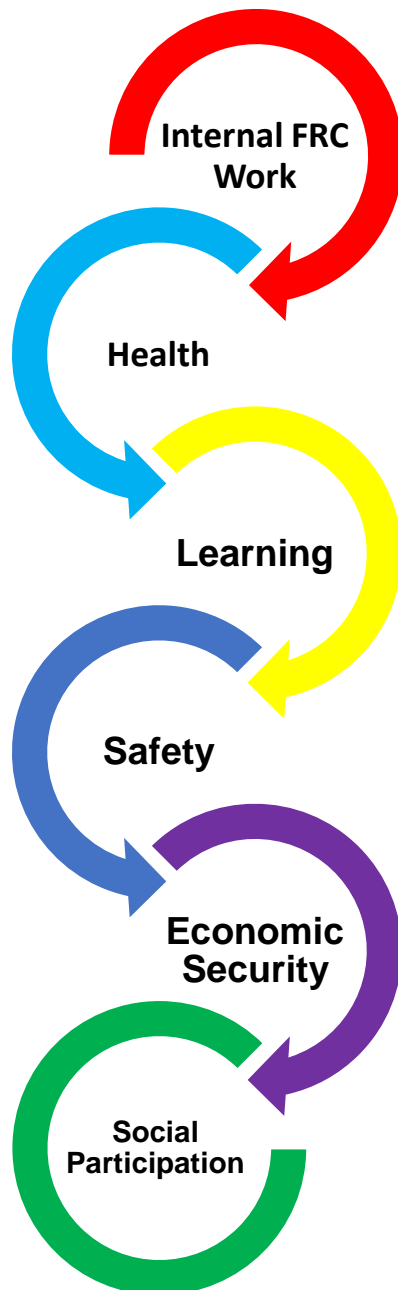 Internal FRC
Work
Health
Learning
Safety
Economic
Security
Social
Participation